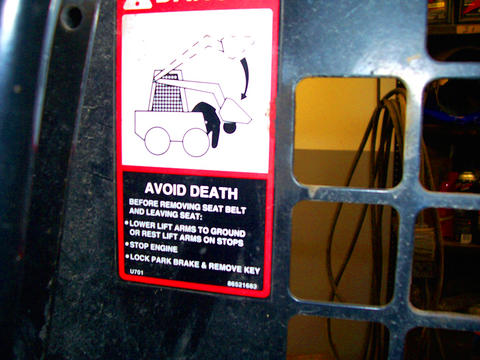 AVOID DEATH
BEFORE REMOVING SEAT BELT
AND LEAVING SEAT:
• LOWER LIFT ARMS TO GROUND
OR REST LIFT ARMS ON STOPS
• STOP ENGINE
• LOCK PARK BRAKE & REMOVE KEY
U701 86521683